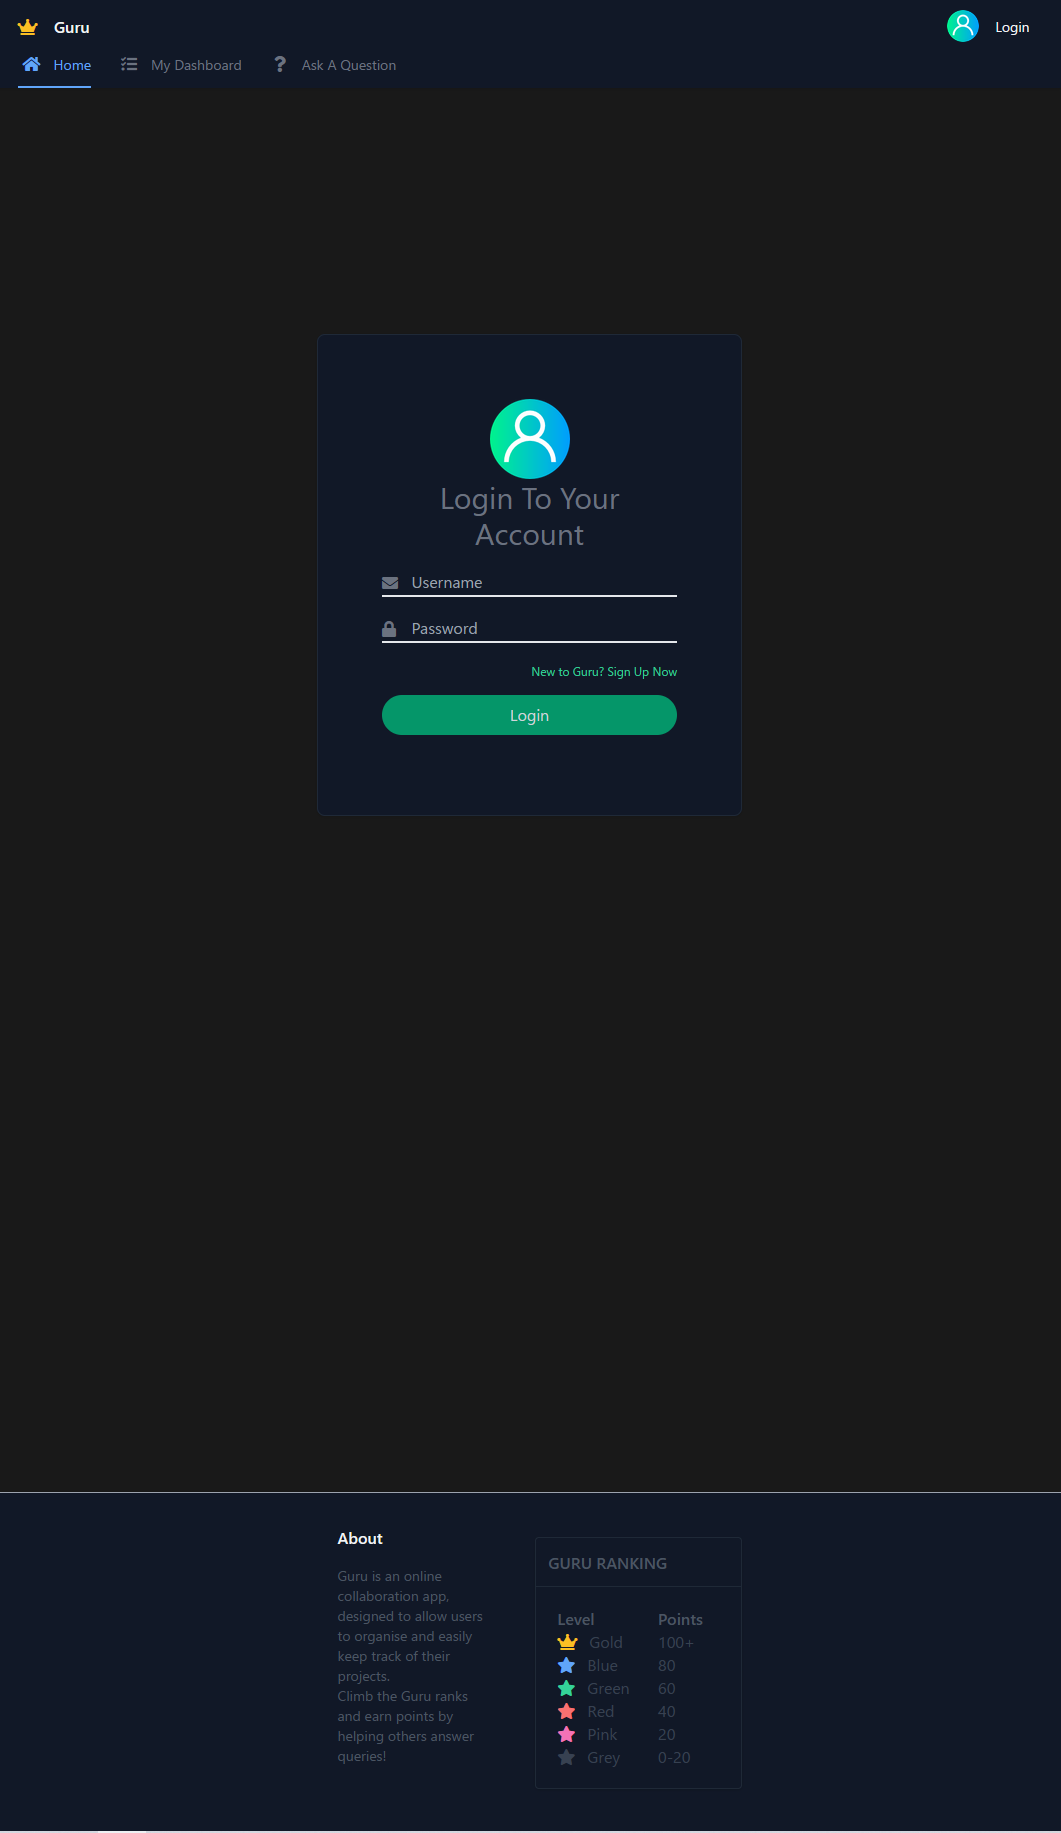 Guru
Login
Home
My Dashboard
Ask A Question
Login To Your
Account
Username
Password
New to Guru? Sign Up Now
Login
About
Guru is an online
collaboration app,
designed to allow users
to organise and easily
keep track of their
projects.
Climb the Guru ranks
and earn points by
helping others answer
queries!
GURU RANKING
Level Points
Gold 100+
Blue 80
Green 60
Red 40
Pink 20
Grey 0-20